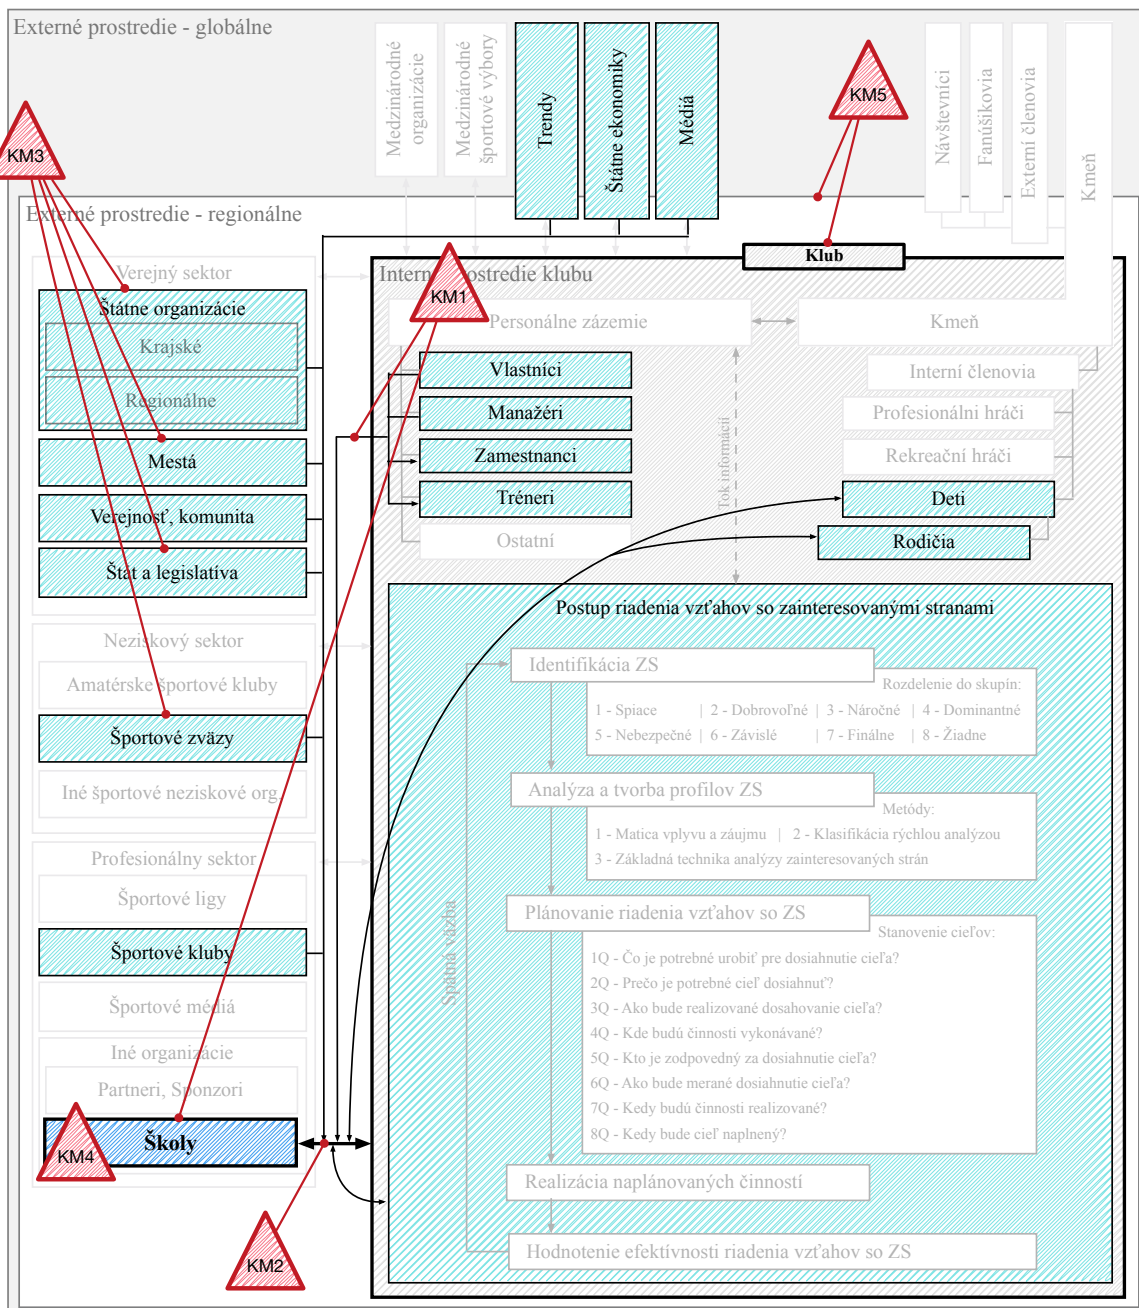 Externé prostredie - globálne
Medzinárodné
organizácie
Medzinárodné
športové výbory
Trendy
Štátne ekonomiky
Médiá
KM5
Návštevníci
Fanúšikovia
Externí členovia
Kmeň
KM3
Externé prostredie - regionálne
Klub
Verejný sektor
Štátne organizácie
Krajské
Regionálne
Mestá
Verejnosť, komunita
Štát a legislatíva
Neziskový sektor
Amatérske športové kluby
Športové zväzy
Iné športové neziskové org.
Profesionálny sektor
Športové ligy
Športové kluby
Športové médiá
Iné organizácie
Partneri, Sponzori
Školy
KM4
KM2
KM1
Interné prostredie klubu
Personálne zázemie
Vlastníci
Manažéri
Zamestnanci
Tréneri
Ostatní
Tok informácií
Kmeň
Interní členovia
Profesionálni hráči
Rekreační hráči
Deti
Rodičia
Postup riadenia vzťahov so zainteresovanými stranami
Identifikácia ZS
Rozdelenie do skupín:
1 - Spiace | 2 - Dobrovoľné | 3 - Náročné | 4 - Dominantné
5 - Nebezpečné | 6 - Závislé | 7 - Finálne | 8 - Žiadne
Analýza a tvorba profilov ZS
Metódy:
1 - Matica vplyvu a záujmu | 2 - Klasifikácia rýchlou analýzou
3 - Základná technika analýzy zainteresovaných strán
Plánovanie riadenia vzťahov so ZS
Stanovenie cieľov:
1Q - Čo je potrebné urobiť pre dosiahnutie cieľa?
2Q - Prečo je potrebné cieľ dosiahnuť?
3Q - Ako bude realizované dosahovanie cieľa?
4Q - Kde budú činnosti vykonávané?
5Q - Kto je zodpovedný za dosiahnutie cieľa?
6Q - Ako bude merané dosiahnutie cieľa?
7Q - Kedy budú činnosti realizované?
8Q - Kedy bude cieľ naplnený?
Spätná väzba
Realizácia naplánovaných činností
Hodnotenie efektívnosti riadenia vzťahov so ZS